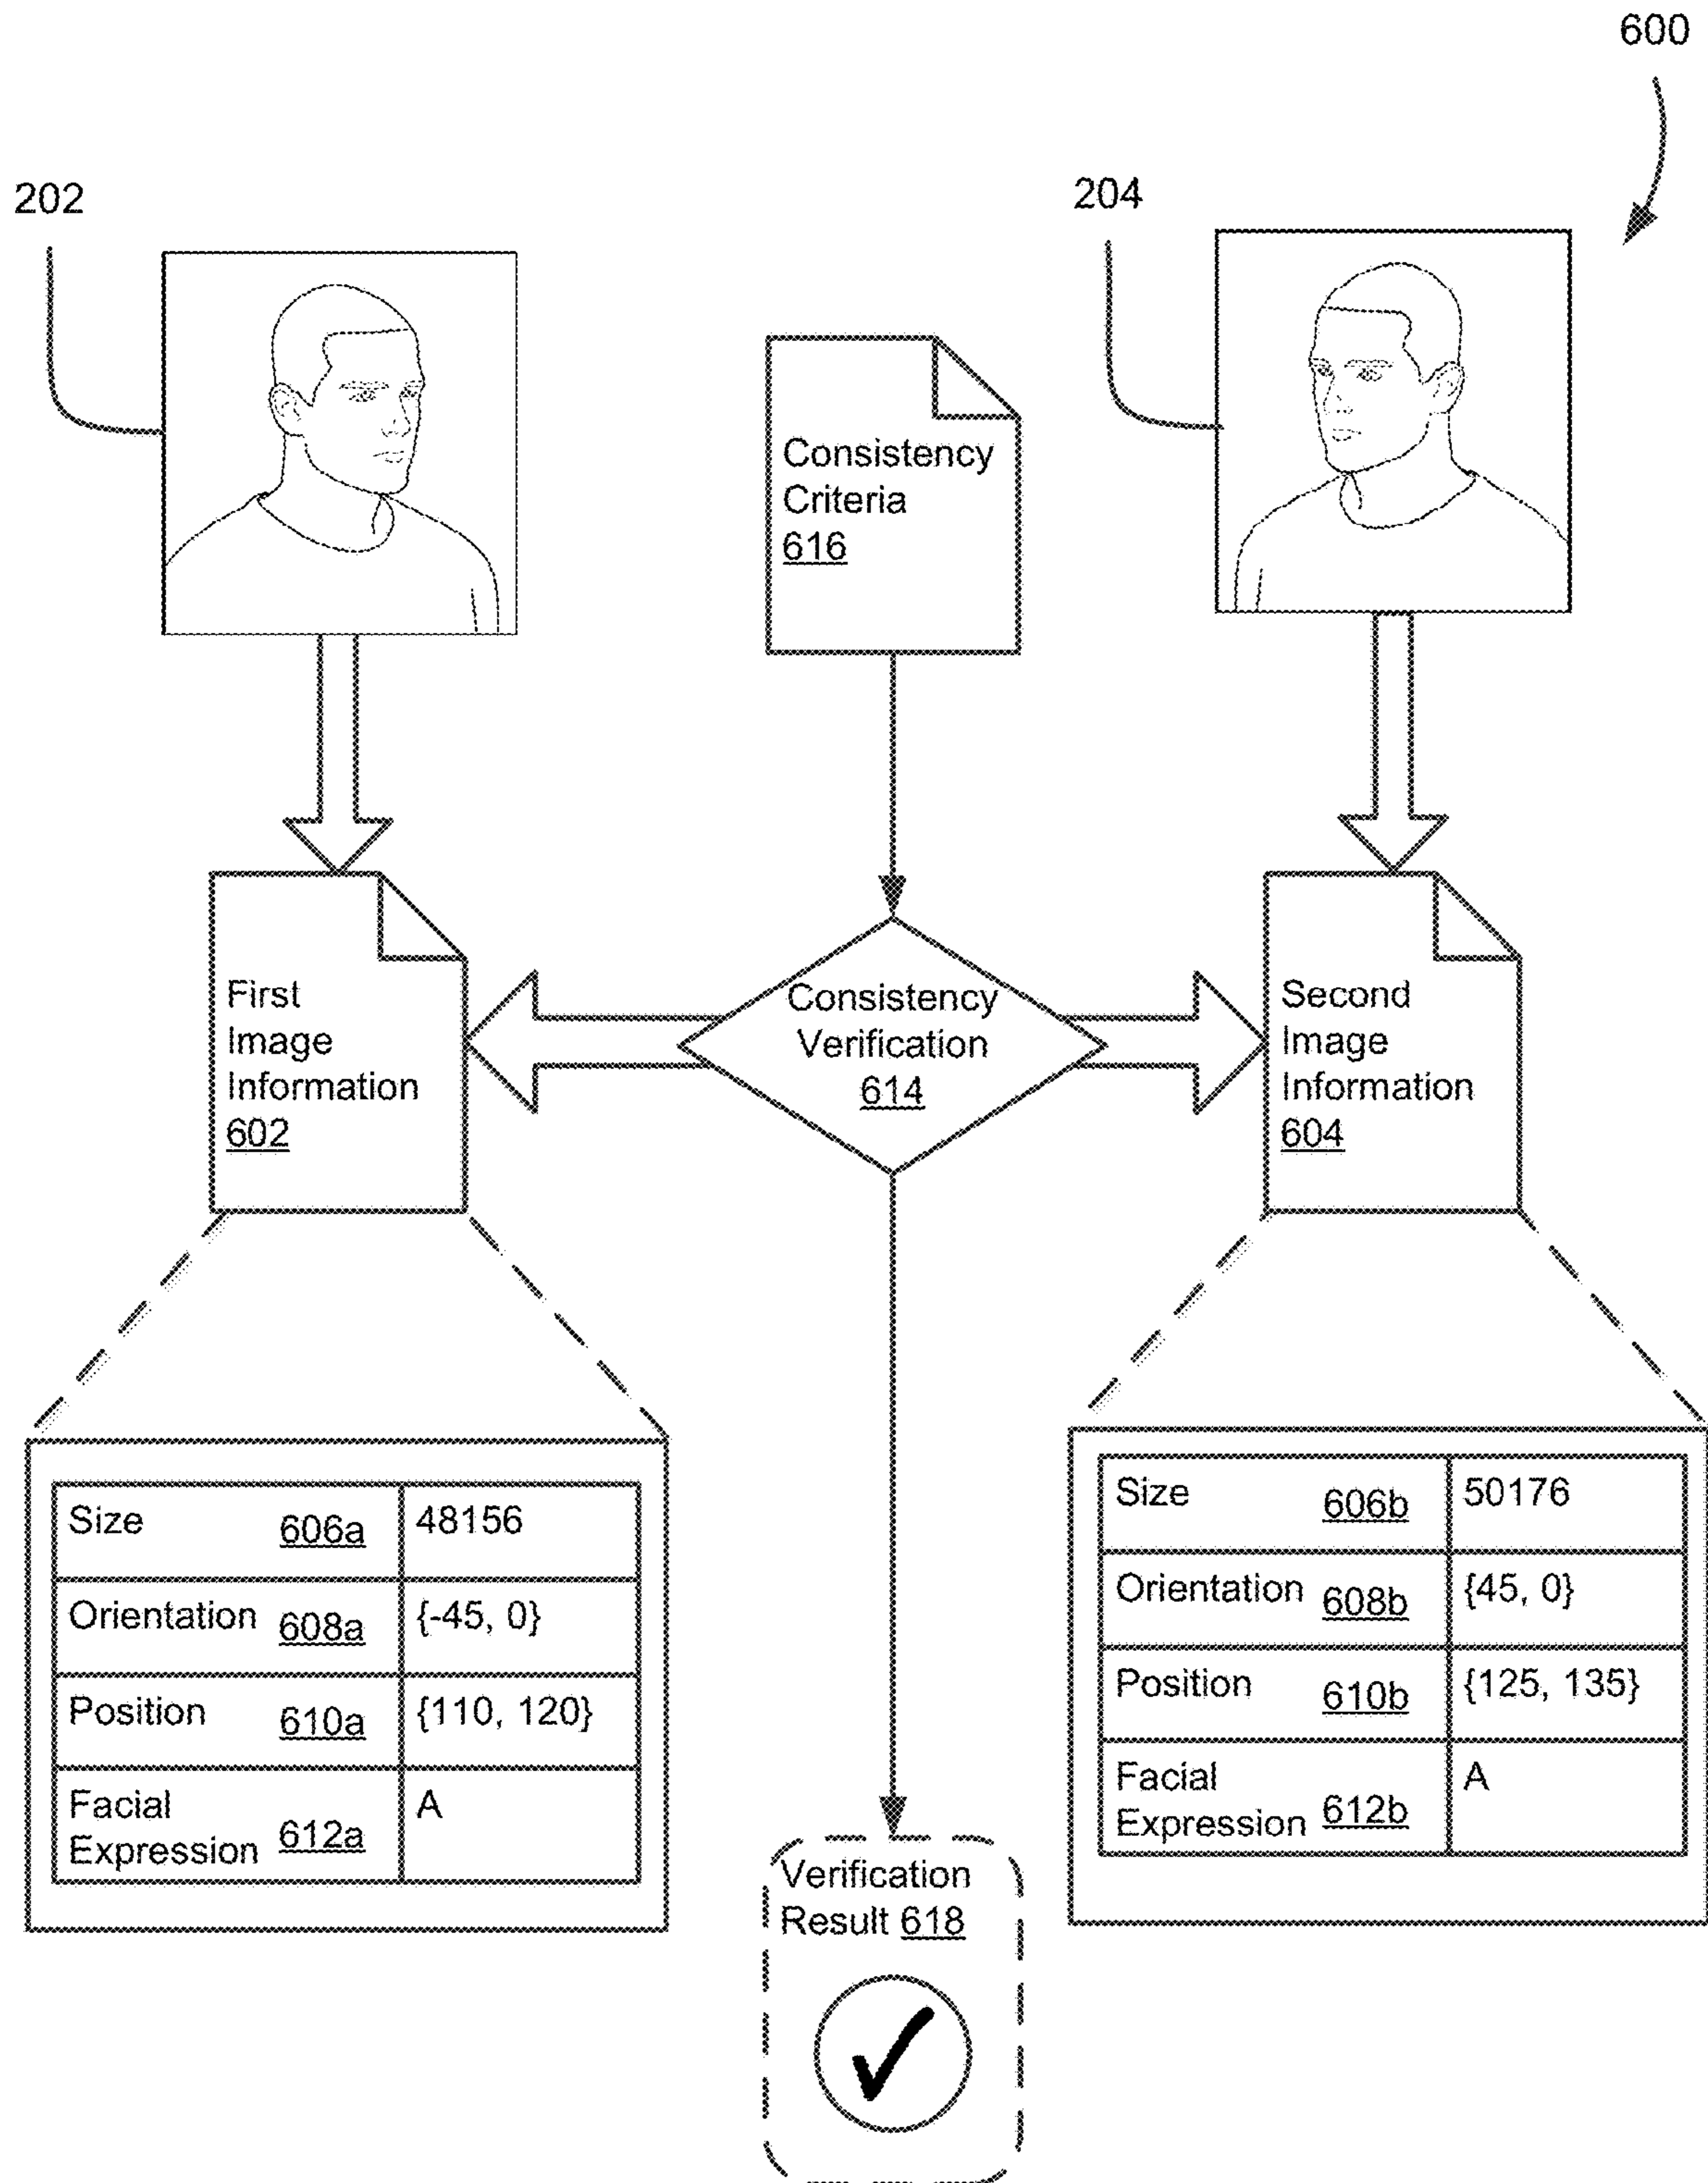 600
202
204
Consistency
Criteria
616
First
Image
Information
602
Consistency
Verification
614
Second
Image
Information
604
Size 606a 48156
Orientation 608a {-45, 0}
Position 610a {110, 120}
Facial
Expression 612a A
Size 606b 50176
Orientation 608b {45, 0}
Position 610b {125, 135}
Facial
Expression 612b A
Verification
Result 618